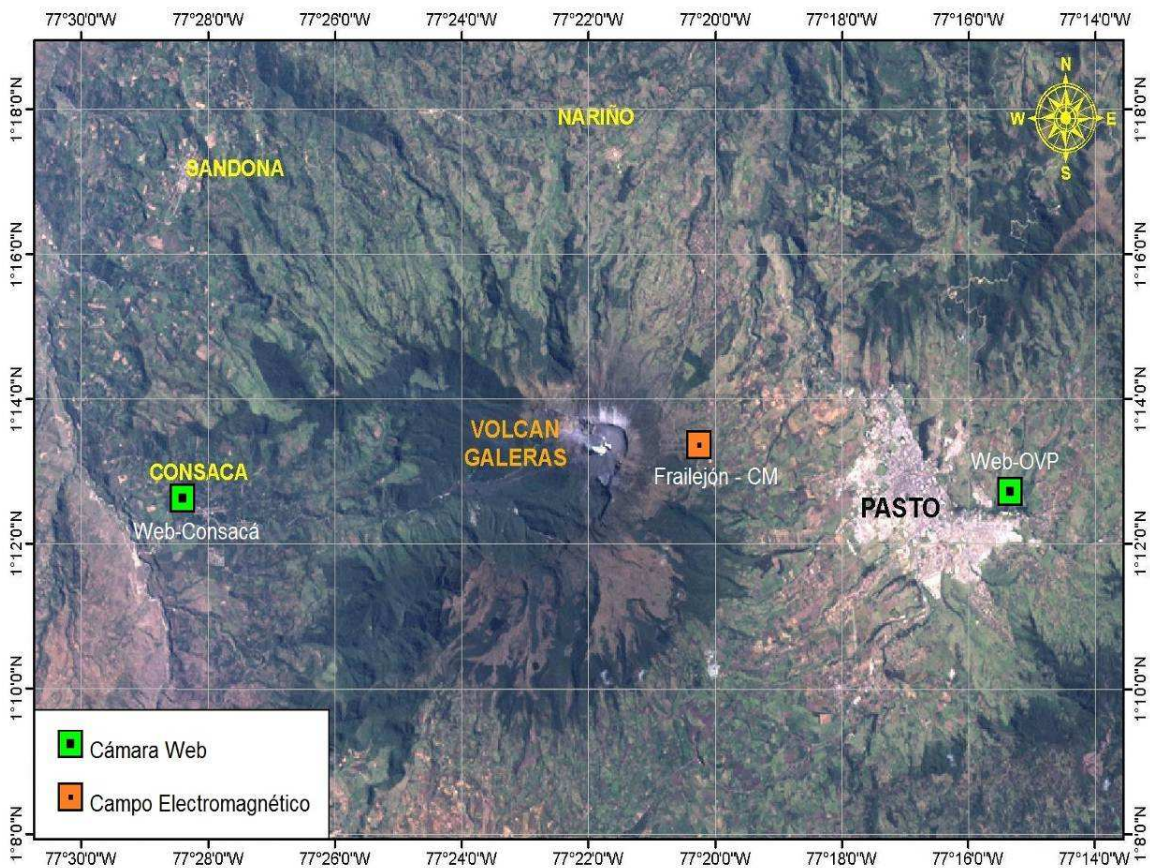 77°30'0"W 77°28'0"W 77°26'0"W 77°24'0"W 77°22'0"W 77°20'0"W 77°18'0"W 77°16'0"W 77°14'0"W
N
1°18'0"N NARIÑO W E 1°18'0"N
SANDONA S
1°16'0"N 1°16'0"N
1°14'0"N 1°14'0"N
VOLCAN
GALERAS
CONSACA Frailejón - CM Web-OVP
PASTO
Web-Consacá
1°12'0"N 1°12'0"N
1°10'0"N 1°10'0"N
Cámara Web
Campo Electromagnético
1°8'0"N 1°8'0"N
77°30'0"W 77°28'0"W 77°26'0"W 77°24'0"W 77°22'0"W 77°20'0"W 77°18'0"W 77°16'0"W 77°14'0"W